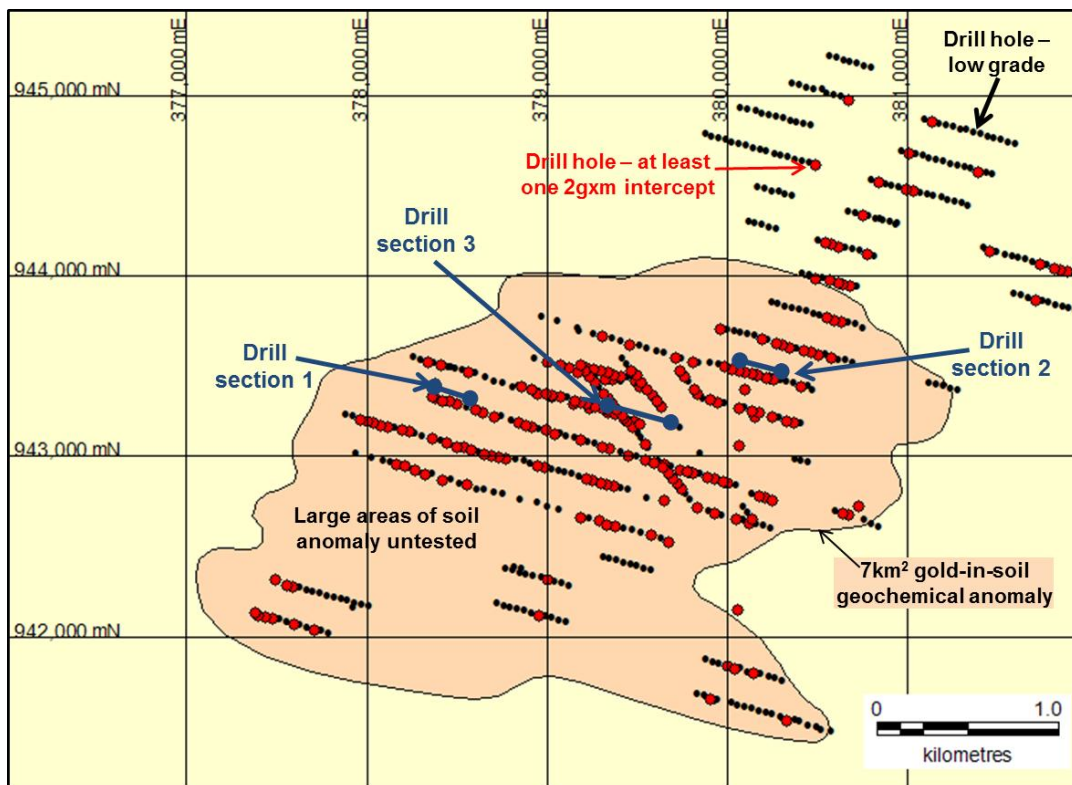 377,000 mE
378,000 mE
379,000 mE
380,000 mE
381,000 mE
Drill hole –
low grade
945,000 mN
Drill hole – at least
one 2gxm intercept
Drill
section 3
944,000 mN
Drill
section 1
Drill
section 2
943,000 mN
Large areas of soil
anomaly untested
7km² gold-in-soil
geochemical anomaly
942,000 mN
0 1.0
kilometres